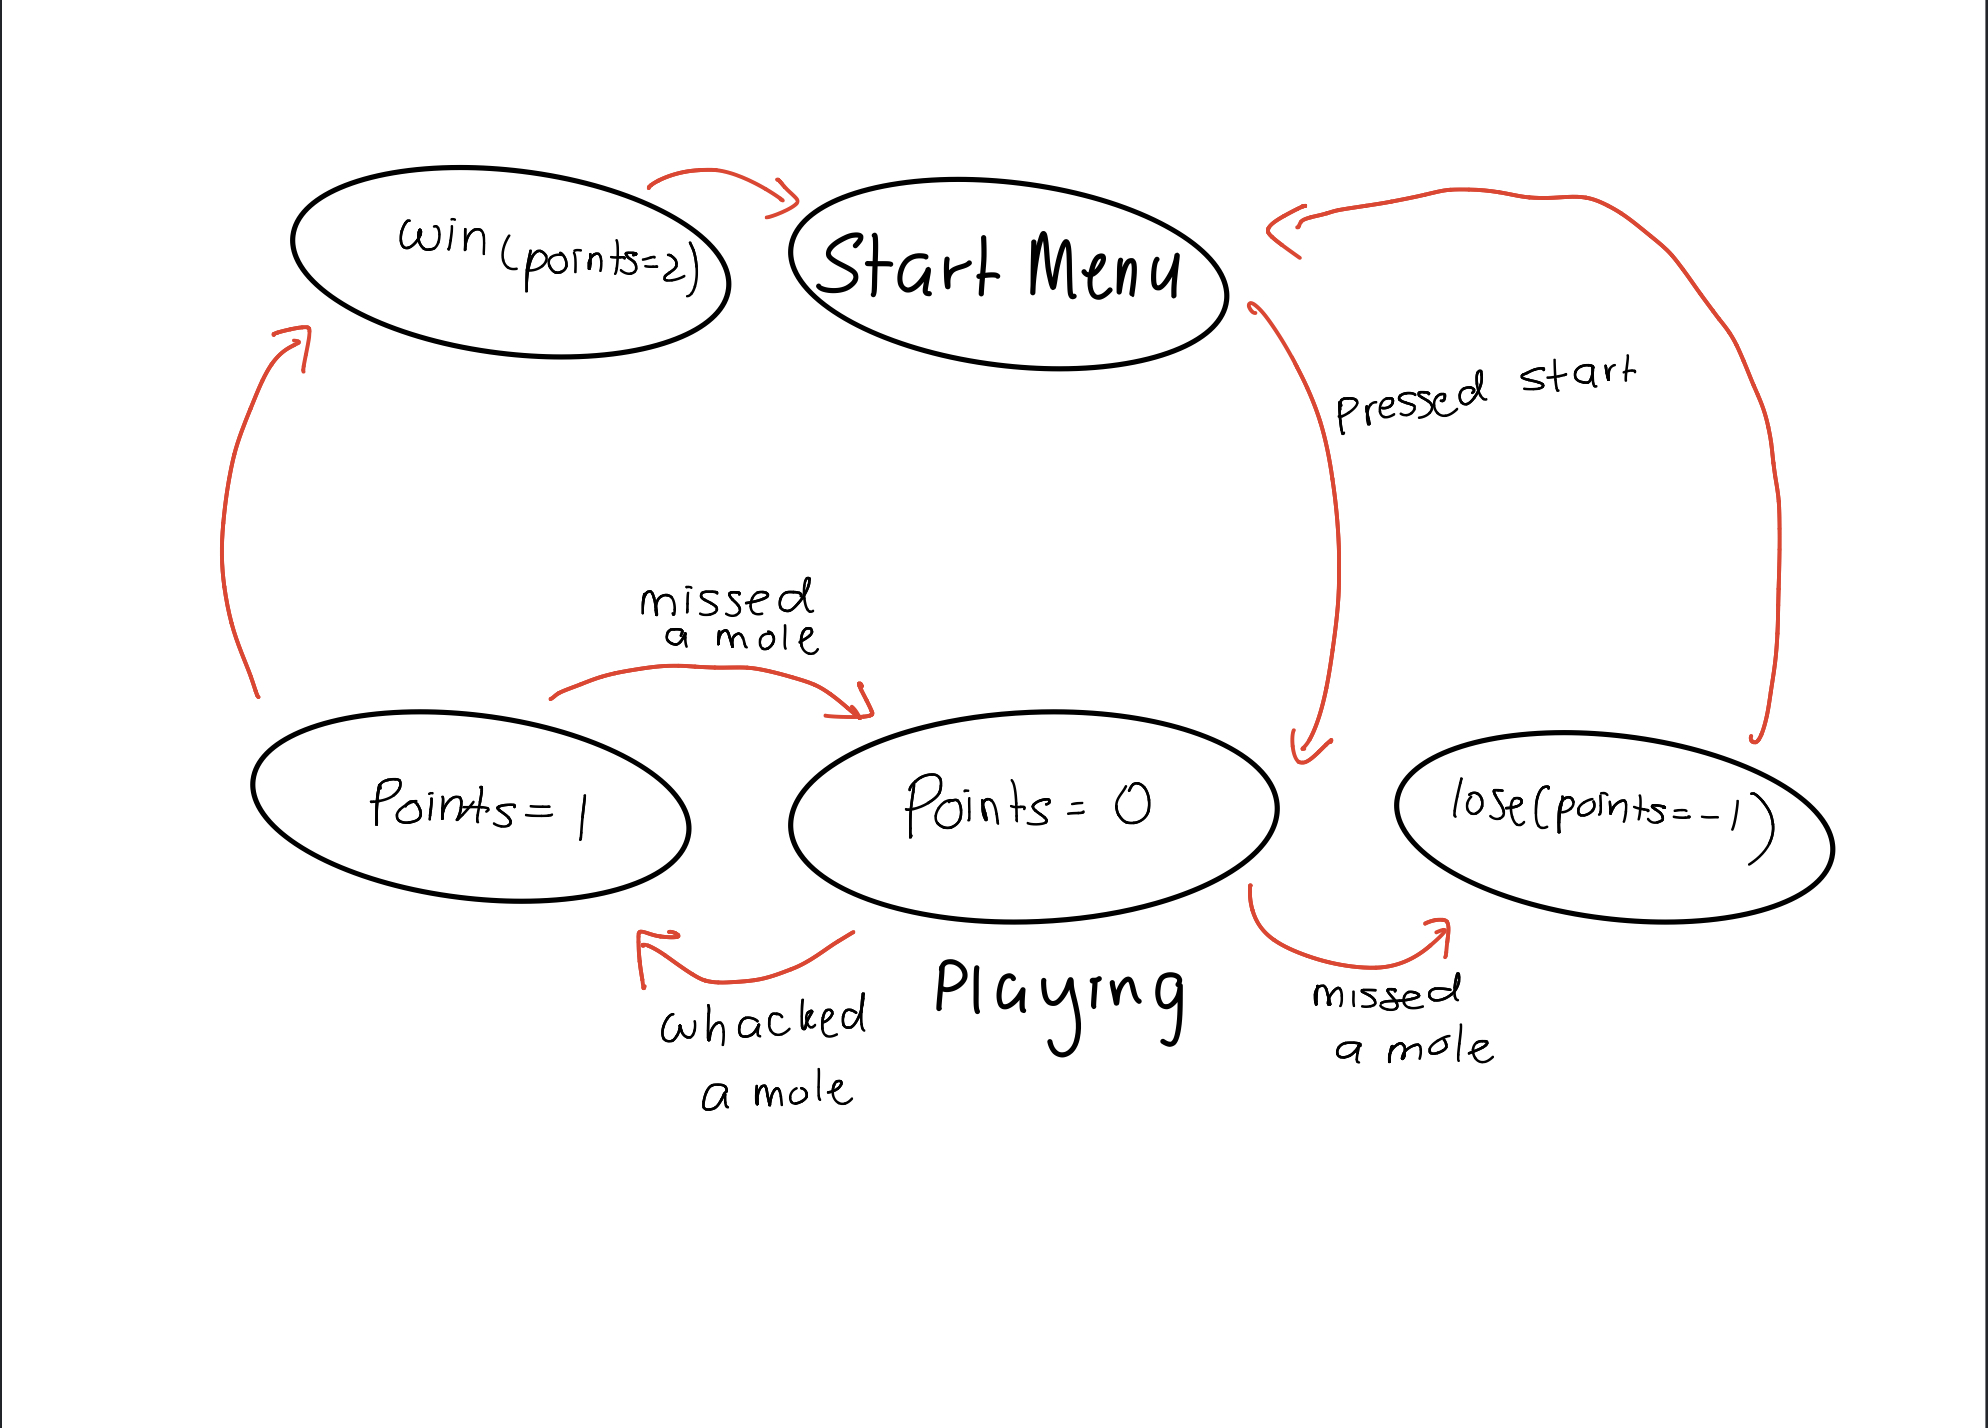 win (points=2)
Start Menu
Pressed start
missed
a mole
Points = 1
Points = 0
lose(points=-1)
Playing
whacked
a mole
missed
a mole